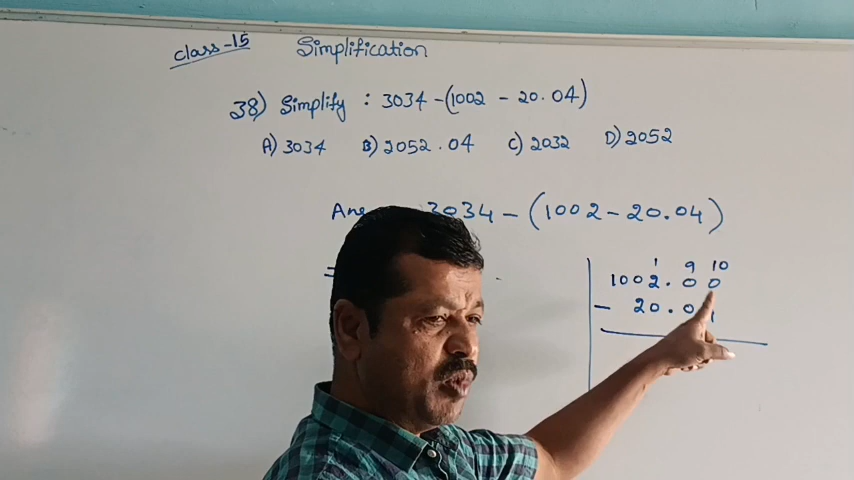 class-15 Simplification
38) Simplify : 3034 - (1002 - 20.04)
A) 3034 B) 2052.04 C) 2032 D) 2052
Ans 3034 - (1002 - 20.04)
=
1 9 10
1002.00
- 20.0